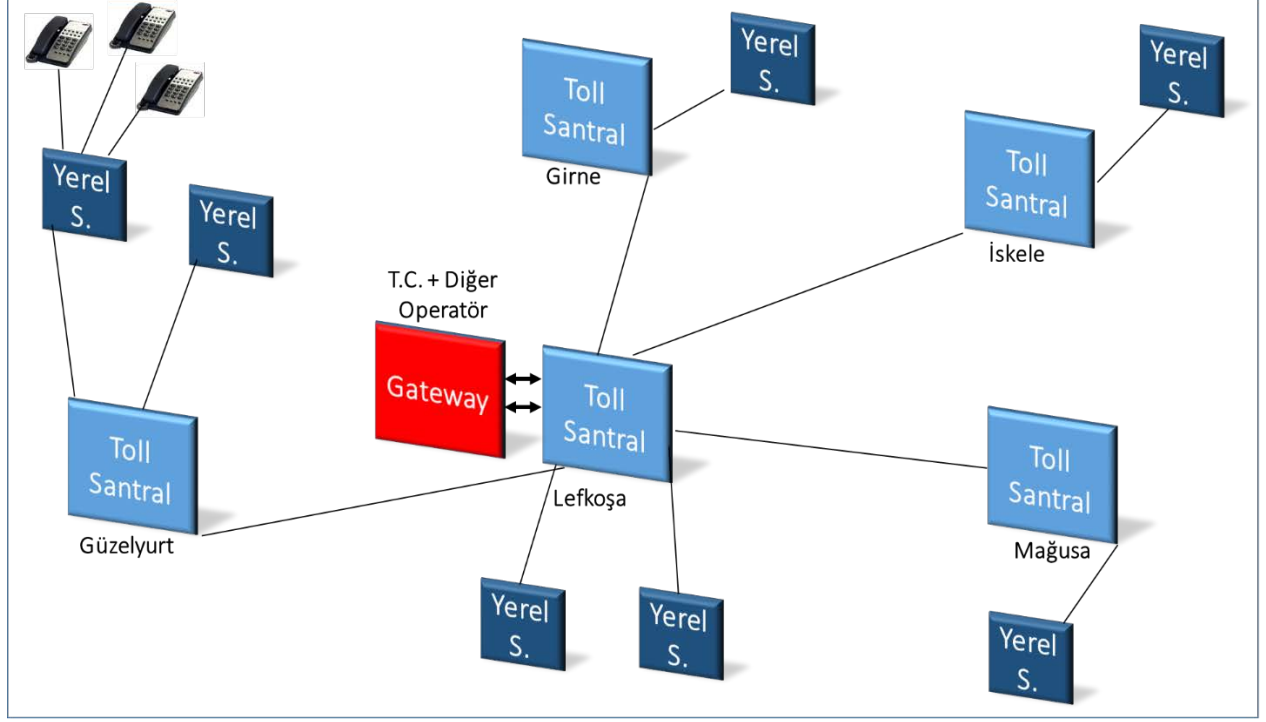 Yerel
S.
Toll
Santral
Girne
Yerel
S.
Toll
Santral
İskele
Yerel
S.
Yerel
S.
T.C. + Diğer
Operatör
Gateway
Toll
Santral
Lefkoşa
Toll
Santral
Güzelyurt
Toll
Santral
Mağusa
Yerel
S.
Yerel
S.
Yerel
S.